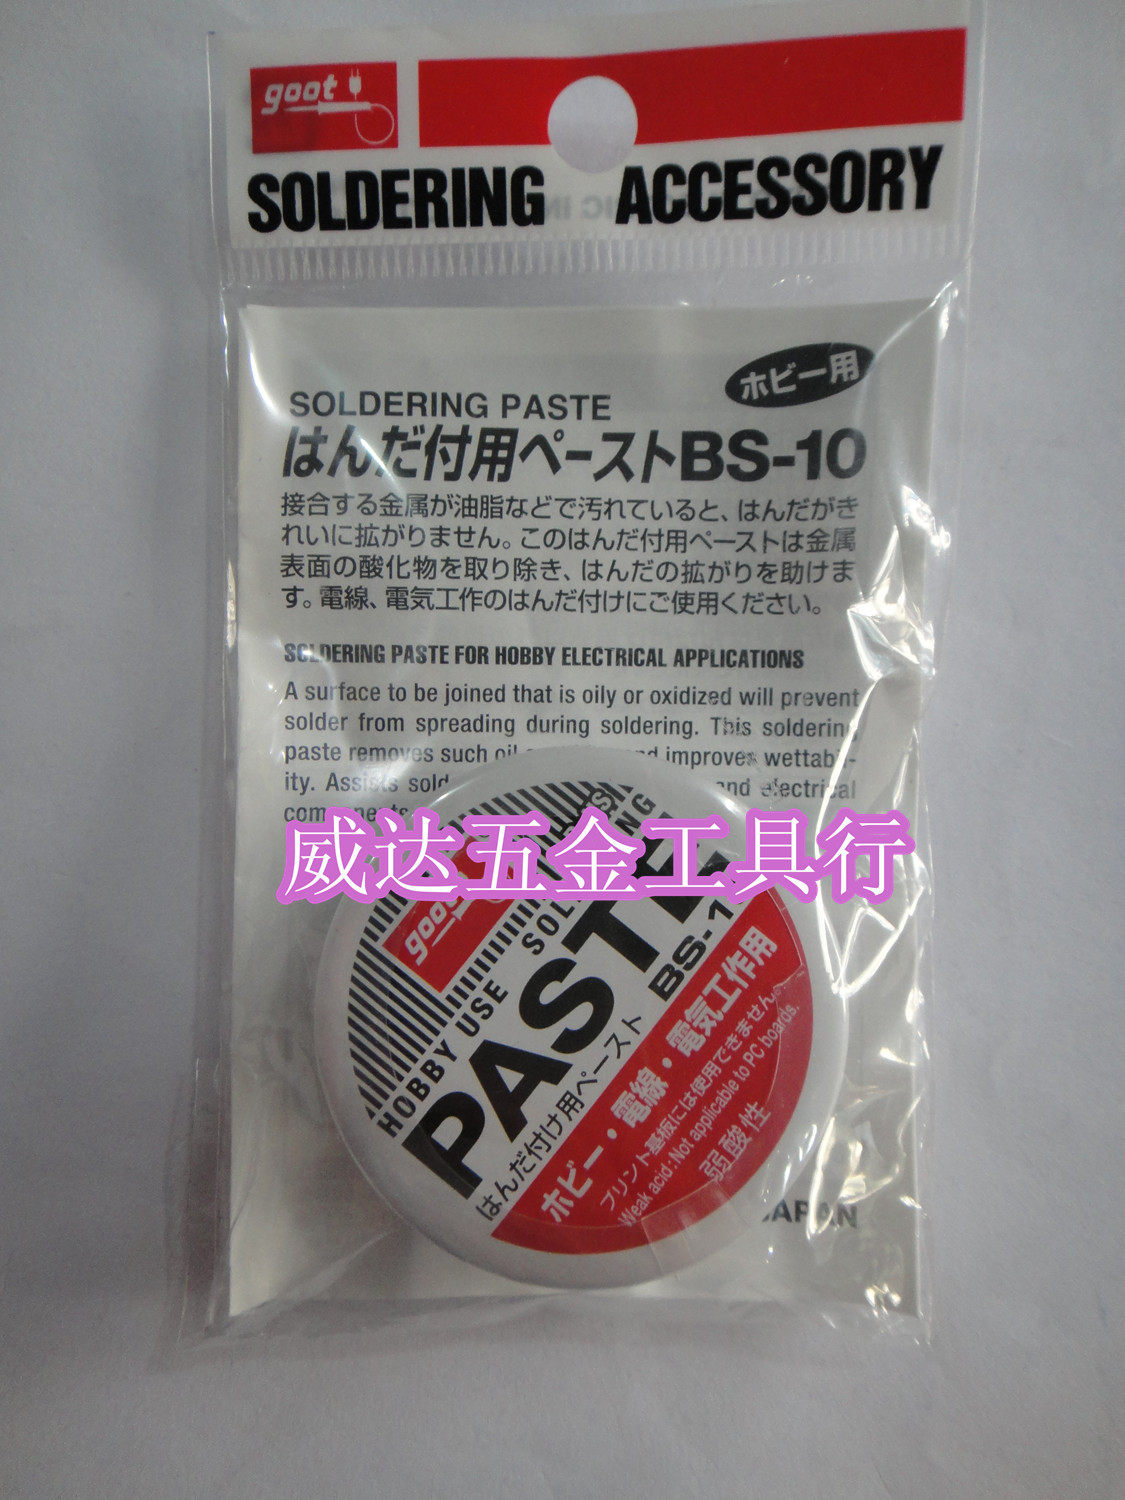 goot
SOLDERING ACCESSORY
ホビー用
SOLDERING PASTE
はんだ付用ペーストBS-10
接合する金属が油脂などで汚れていると、はんだがき
れいに拡がりません。このはんだ付用ペーストは金属
表面の酸化物を取り除き、はんだの拡がりを助けま
す。電線、電気工作のはんだ付けにご使用ください。
SOLDERING PASTE FOR HOBBY ELECTRICAL APPLICATIONS
A surface to be joined that is oily or oxidized will prevent
solder from spreading during soldering. This soldering
paste removes such oil and improves wettabil-
ity. Assists and electrical
components
威达五金工具行
goot
HOBBY USE SOLDERING
PASTE
BS-1
はんだ付け用ペースト
ホビー・電線・電気工作用
プリント基板には使用できません。
Weak acid:Not applicable to PC boards.
弱酸性
JAPAN